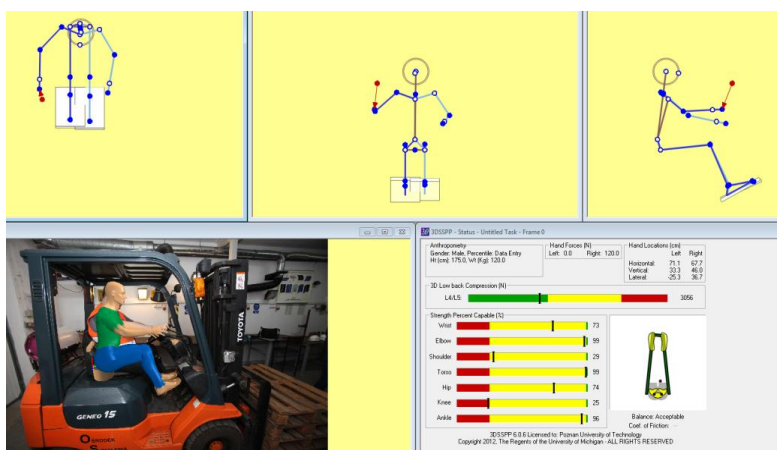 3DSSPP - Status - Untitled Task - Frame 0
Anthropometry
Gender: Male, Percentile: Data Entry
Ht (cm): 175.0, Wt (Kg): 120.0
Hand Forces (N)
Left: 0.0 Right: 120.0
Hand Locations (cm)
Left Right
Horizontal: 71.1 67.7
Vertical: 33.3 46.0
Lateral: -25.3 36.7
3D Low back Compression (N)
L4/L5: 3056
Strength Percent Capable (%)
Wrist 73
Elbow 99
Shoulder 29
Torso 99
Hip 74
Knee 25
Ankle 96
Balance: Acceptable
Coef. of Friction: --
3DSSPP 6.0.6 Licensed to: Poznan University of Technology
Copyright 2012, The Regents of the University of Michigan - ALL RIGHTS RESERVED
TOYOTA
GENEO 15